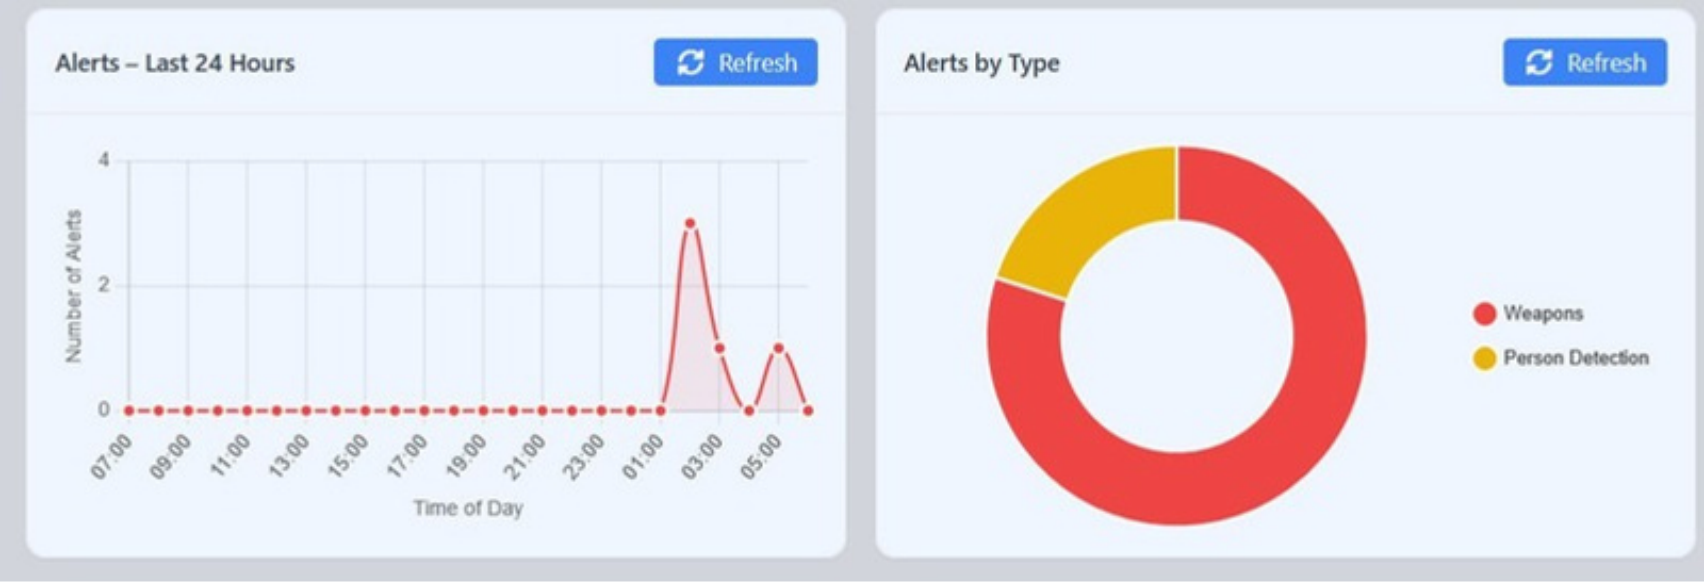 Alerts – Last 24 Hours
Refresh
4
2
0
Number of Alerts
07:00
09:00
11:00
13:00
15:00
17:00
19:00
21:00
23:00
01:00
03:00
05:00
Time of Day
Alerts by Type
Refresh
Weapons
Person Detection